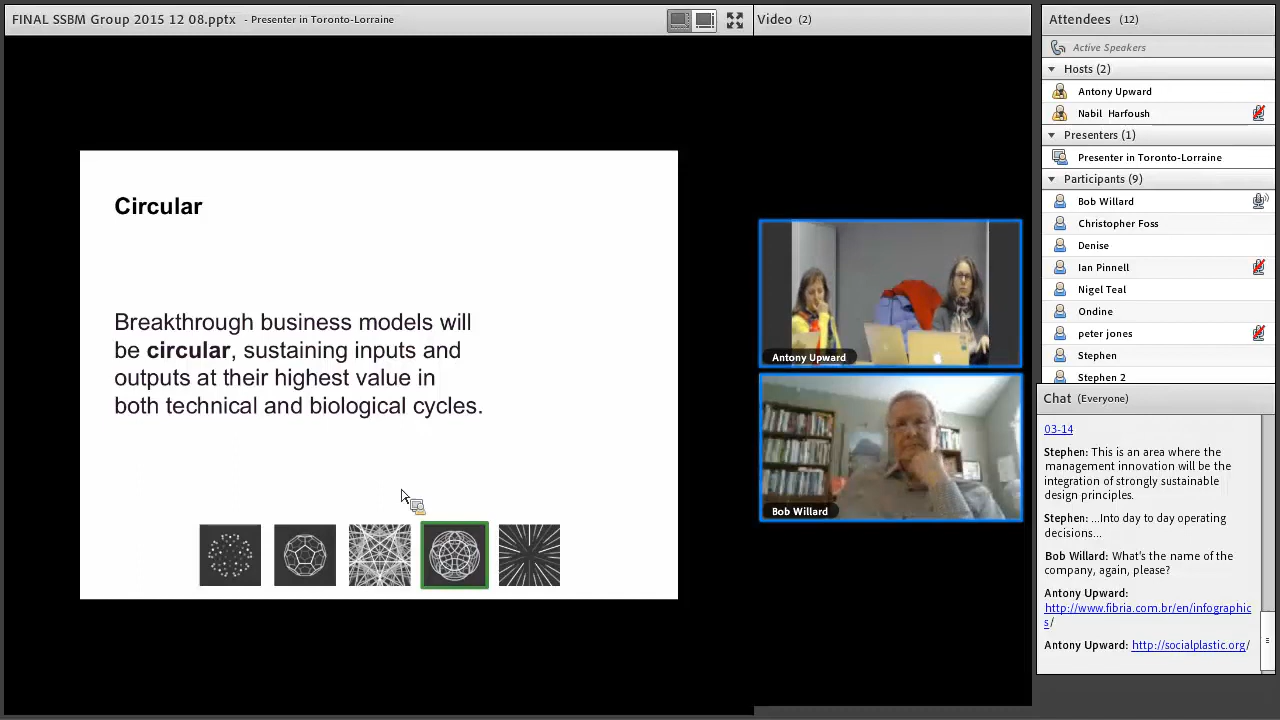 FINAL SSBM Group 2015 12 08.pptx - Presenter in Toronto-Lorraine
Circular
Breakthrough business models will
be circular, sustaining inputs and
outputs at their highest value in
both technical and biological cycles.
Video (2)
Antony Upward
Bob Willard
Attendees (12)
Active Speakers
Hosts (2)
Antony Upward
Nabil Harfoush
Presenters (1)
Presenter in Toronto-Lorraine
Participants (9)
Bob Willard
Christopher Foss
Denise
Ian Pinnell
Nigel Teal
Ondine
peter jones
Stephen
Stephen 2
Chat (Everyone)
03-14
Stephen: This is an area where the
management innovation will be the
integration of strongly sustainable
design principles.
Stephen: ...Into day to day operating
decisions...
Bob Willard: What's the name of the
company, again, please?
Antony Upward:
http://www.fibria.com.br/en/infographic
s/
Antony Upward: http://socialplastic.org/